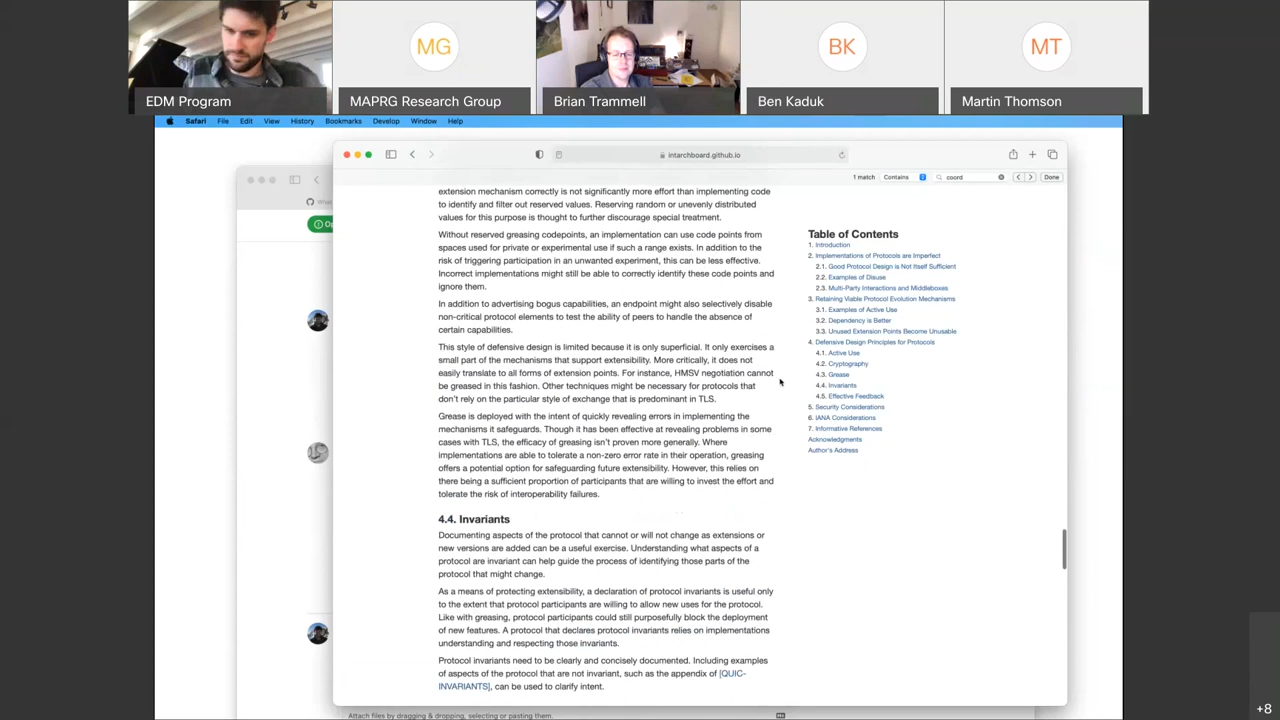 MG
BK
MT
EDM Program
MAPRG Research Group
Brian Trammell
Ben Kaduk
Martin Thomson
Safari File Edit View History Bookmarks Develop Window Help
intarchboard.github.io
1 match Contains coord Done
extension mechanism correctly is not significantly more effort than implementing code
to identify and filter out reserved values. Reserving random or unevenly distributed
values for this purpose is thought to further discourage special treatment.
Without reserved greasing codepoints, an implementation can use code points from
spaces used for private or experimental use if such a range exists. In addition to the
risk of triggering participation in an unwanted experiment, this can be less effective.
Incorrect implementations might still be able to correctly identify these code points and
ignore them.
In addition to advertising bogus capabilities, an endpoint might also selectively disable
non-critical protocol elements to test the ability of peers to handle the absence of
certain capabilities.
This style of defensive design is limited because it is only superficial. It only exercises a
small part of the mechanisms that support extensibility. More critically, it does not
easily translate to all forms of extension points. For instance, HMSV negotiation cannot
be greased in this fashion. Other techniques might be necessary for protocols that
don't rely on the particular style of exchange that is predominant in TLS.
Grease is deployed with the intent of quickly revealing errors in implementing the
mechanisms it safeguards. Though it has been effective at revealing problems in some
cases with TLS, the efficacy of greasing isn't proven more generally. Where
implementations are able to tolerate a non-zero error rate in their operation, greasing
offers a potential option for safeguarding future extensibility. However, this relies on
there being a sufficient proportion of participants that are willing to invest the effort and
tolerate the risk of interoperability failures.
4.4. Invariants
Documenting aspects of the protocol that cannot or will not change as extensions or
new versions are added can be a useful exercise. Understanding what aspects of a
protocol are invariant can help guide the process of identifying those parts of the
protocol that might change.
As a means of protecting extensibility, a declaration of protocol invariants is useful only
to the extent that protocol participants are willing to allow new uses for the protocol.
Like with greasing, protocol participants could still purposefully block the deployment
of new features. A protocol that declares protocol invariants relies on implementations
understanding and respecting those invariants.
Protocol invariants need to be clearly and concisely documented. Including examples
of aspects of the protocol that are not invariant, such as the appendix of [QUIC-
INVARIANTS], can be used to clarify intent.
Table of Contents
1. Introduction
2. Implementations of Protocols are Imperfect
2.1. Good Protocol Design is Not Itself Sufficient
2.2. Examples of Disuse
2.3. Multi-Party Interactions and Middleboxes
3. Retaining Viable Protocol Evolution Mechanisms
3.1. Examples of Active Use
3.2. Dependency is Better
3.3. Unused Extension Points Become Unusable
4. Defensive Design Principles for Protocols
4.1. Active Use
4.2. Cryptography
4.3. Grease
4.4. Invariants
4.5. Effective Feedback
5. Security Considerations
6. IANA Considerations
7. Informative References
Acknowledgments
Author's Address
Attach files by dragging & dropping, selecting or pasting them.
+8